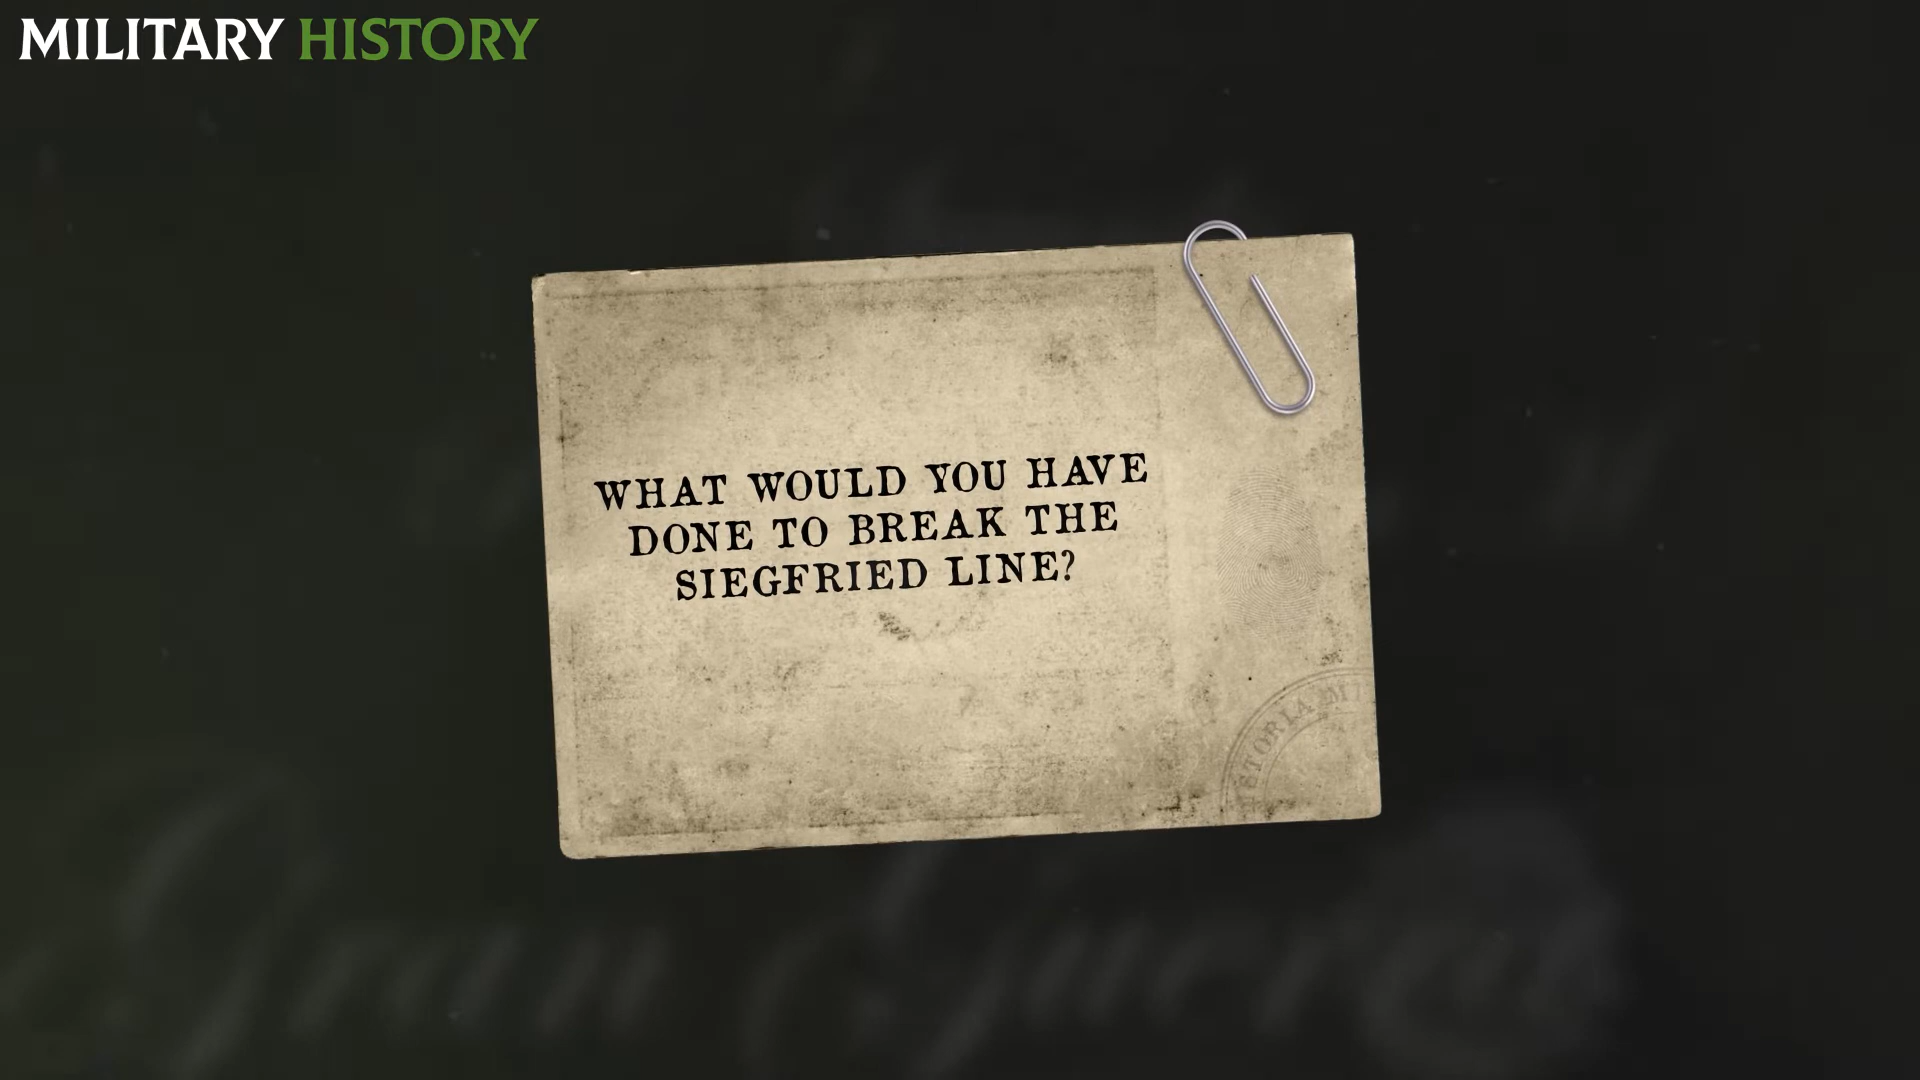 MILITARY HISTORY
WHAT WOULD YOU HAVE
DONE TO BREAK THE
SIEGFRIED LINE?